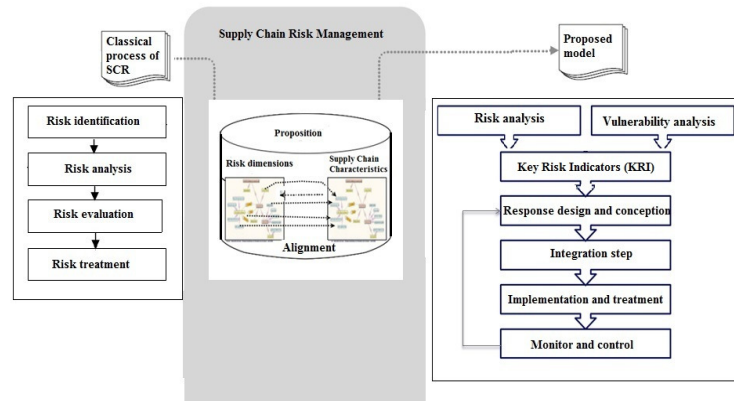 Supply Chain Risk Management
Classical
process of
SCR
Proposed
model
Risk identification
Risk analysis
Risk evaluation
Risk treatment
Proposition
Risk dimensions
Supply Chain
Characteristics
Alignment
Risk analysis
Vulnerability analysis
Key Risk Indicators (KRI)
Response design and conception
Integration step
Implementation and treatment
Monitor and control